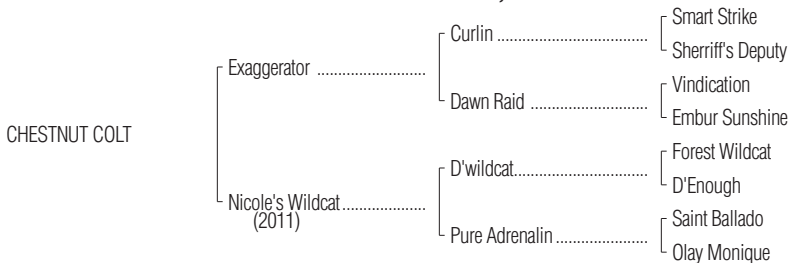 CHESTNUT COLT
Exaggerator ..............................
Nicole's Wildcat.......................
(2011)
Curlin ..........................................
Dawn Raid .................................
D'wildcat.....................................
Pure Adrenalin .........................
Smart Strike
Sherriff's Deputy
Vindication
Embur Sunshine
Forest Wildcat
D'Enough
Saint Ballado
Olay Monique